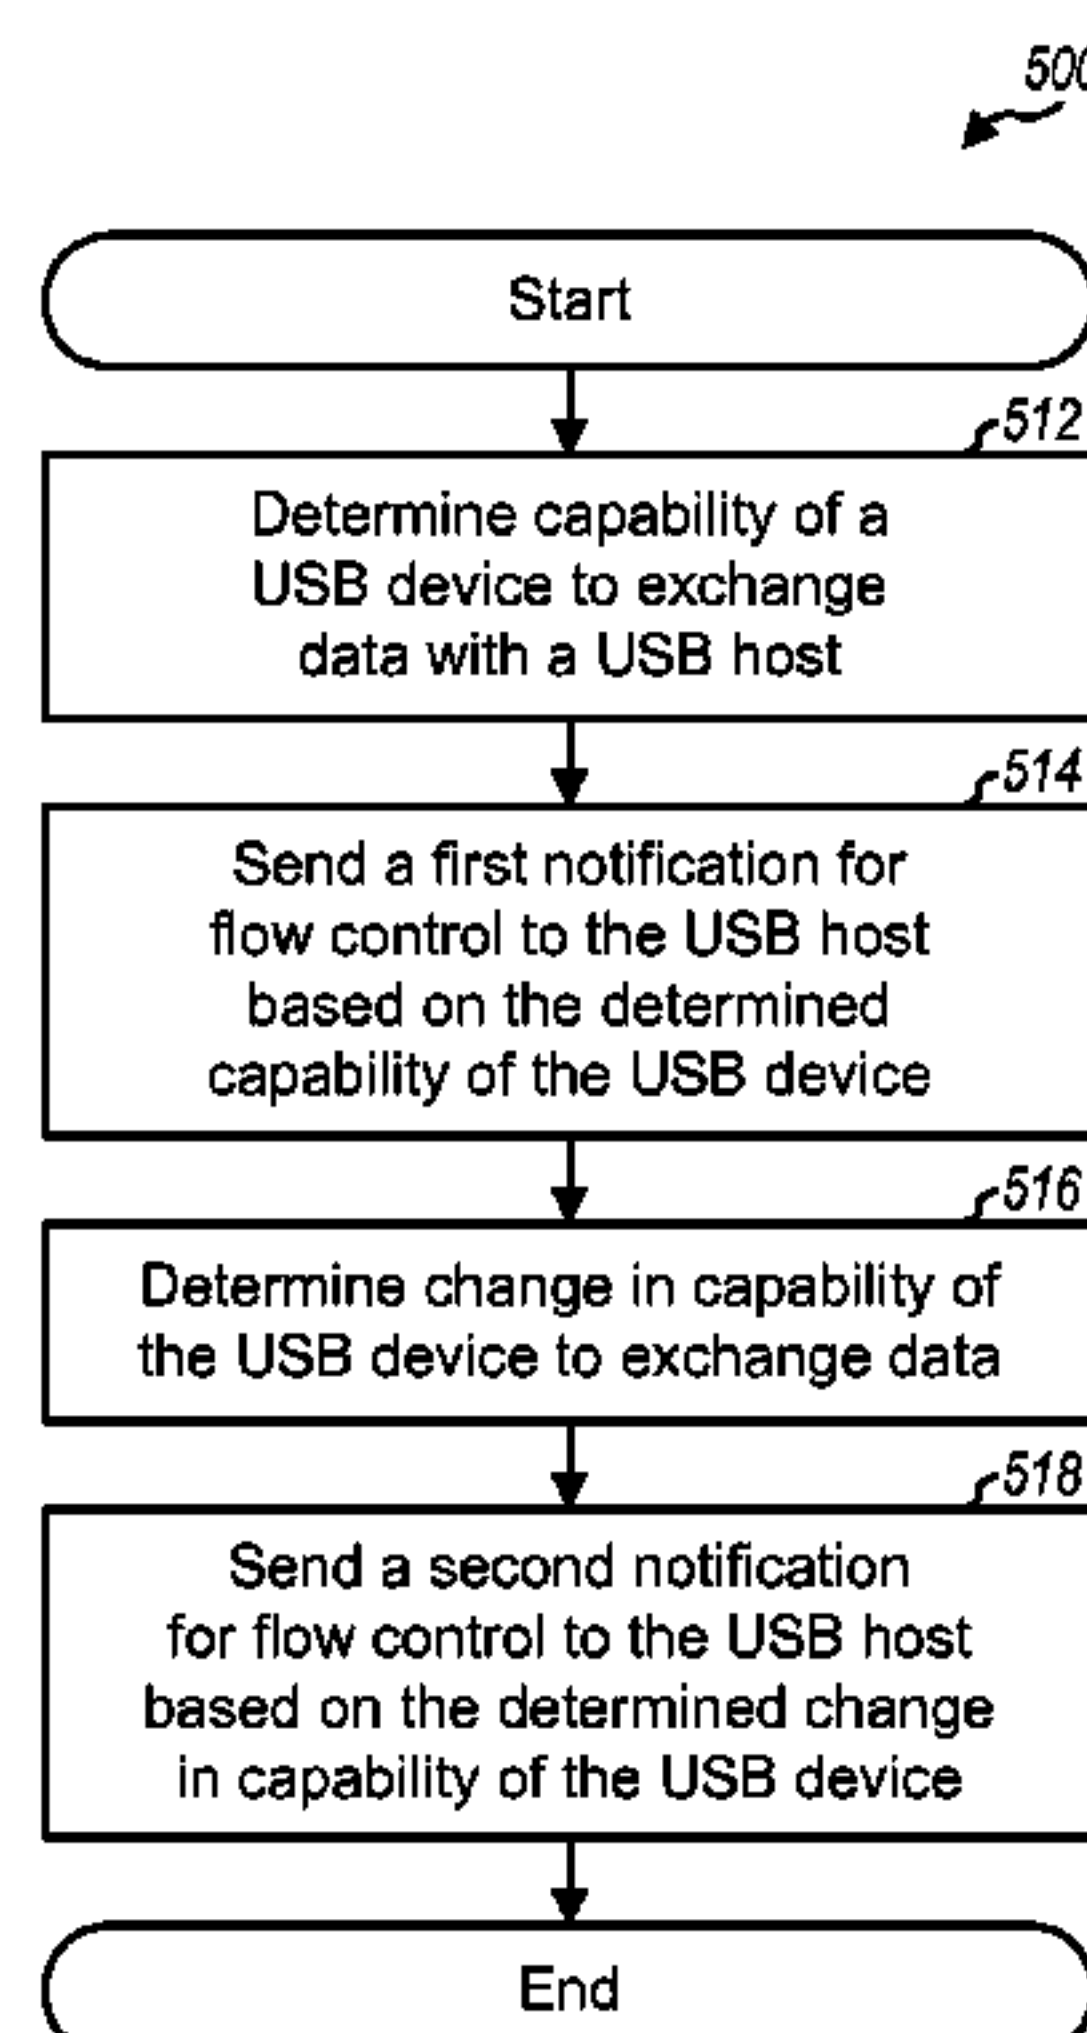 500
Start
512
Determine capability of a
USB device to exchange
data with a USB host
514
Send a first notification for
flow control to the USB host
based on the determined
capability of the USB device
516
Determine change in capability of
the USB device to exchange data
518
Send a second notification
for flow control to the USB host
based on the determined change
in capability of the USB device
End